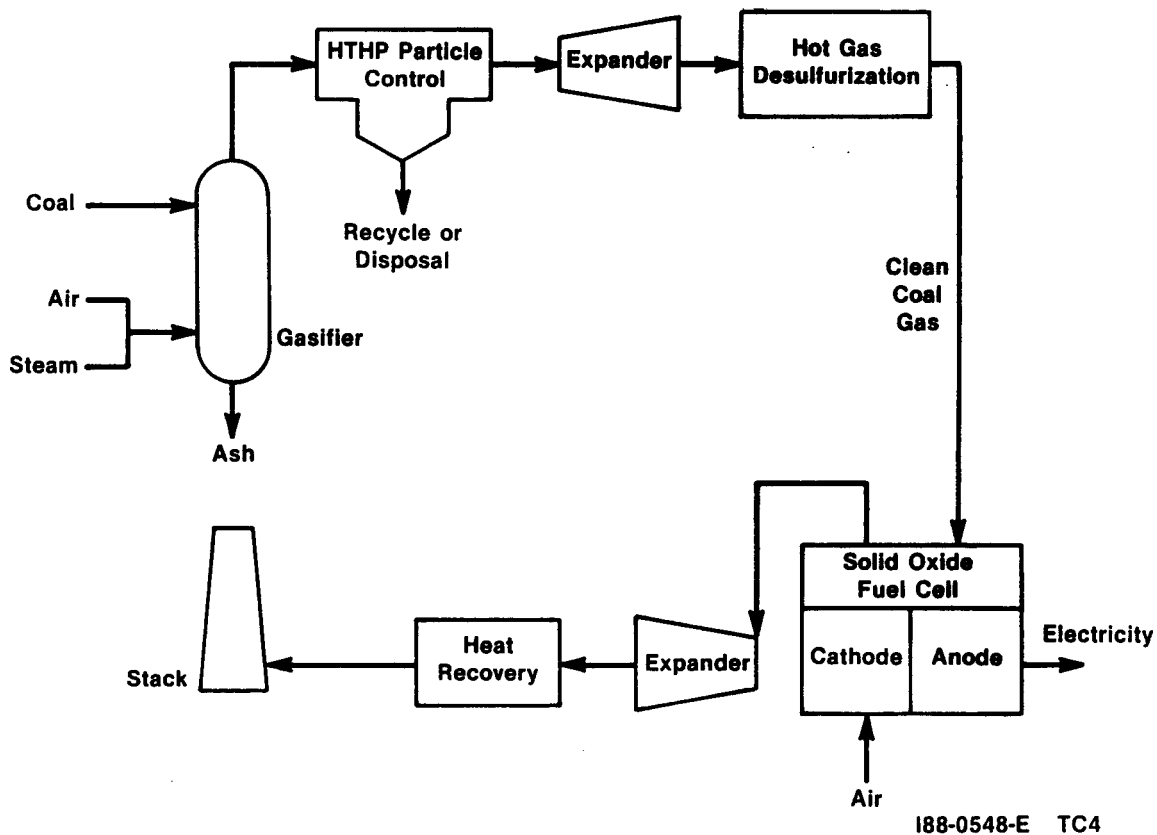 HTHP Particle
Control
Expander
Hot Gas
Desulfurization
Coal
Recycle or
Disposal
Air
Steam
Gasifier
Clean
Coal
Gas
Ash
Solid Oxide
Fuel Cell
Cathode
Anode
Electricity
Expander
Heat
Recovery
Stack
Air
I88-0548-E TC4